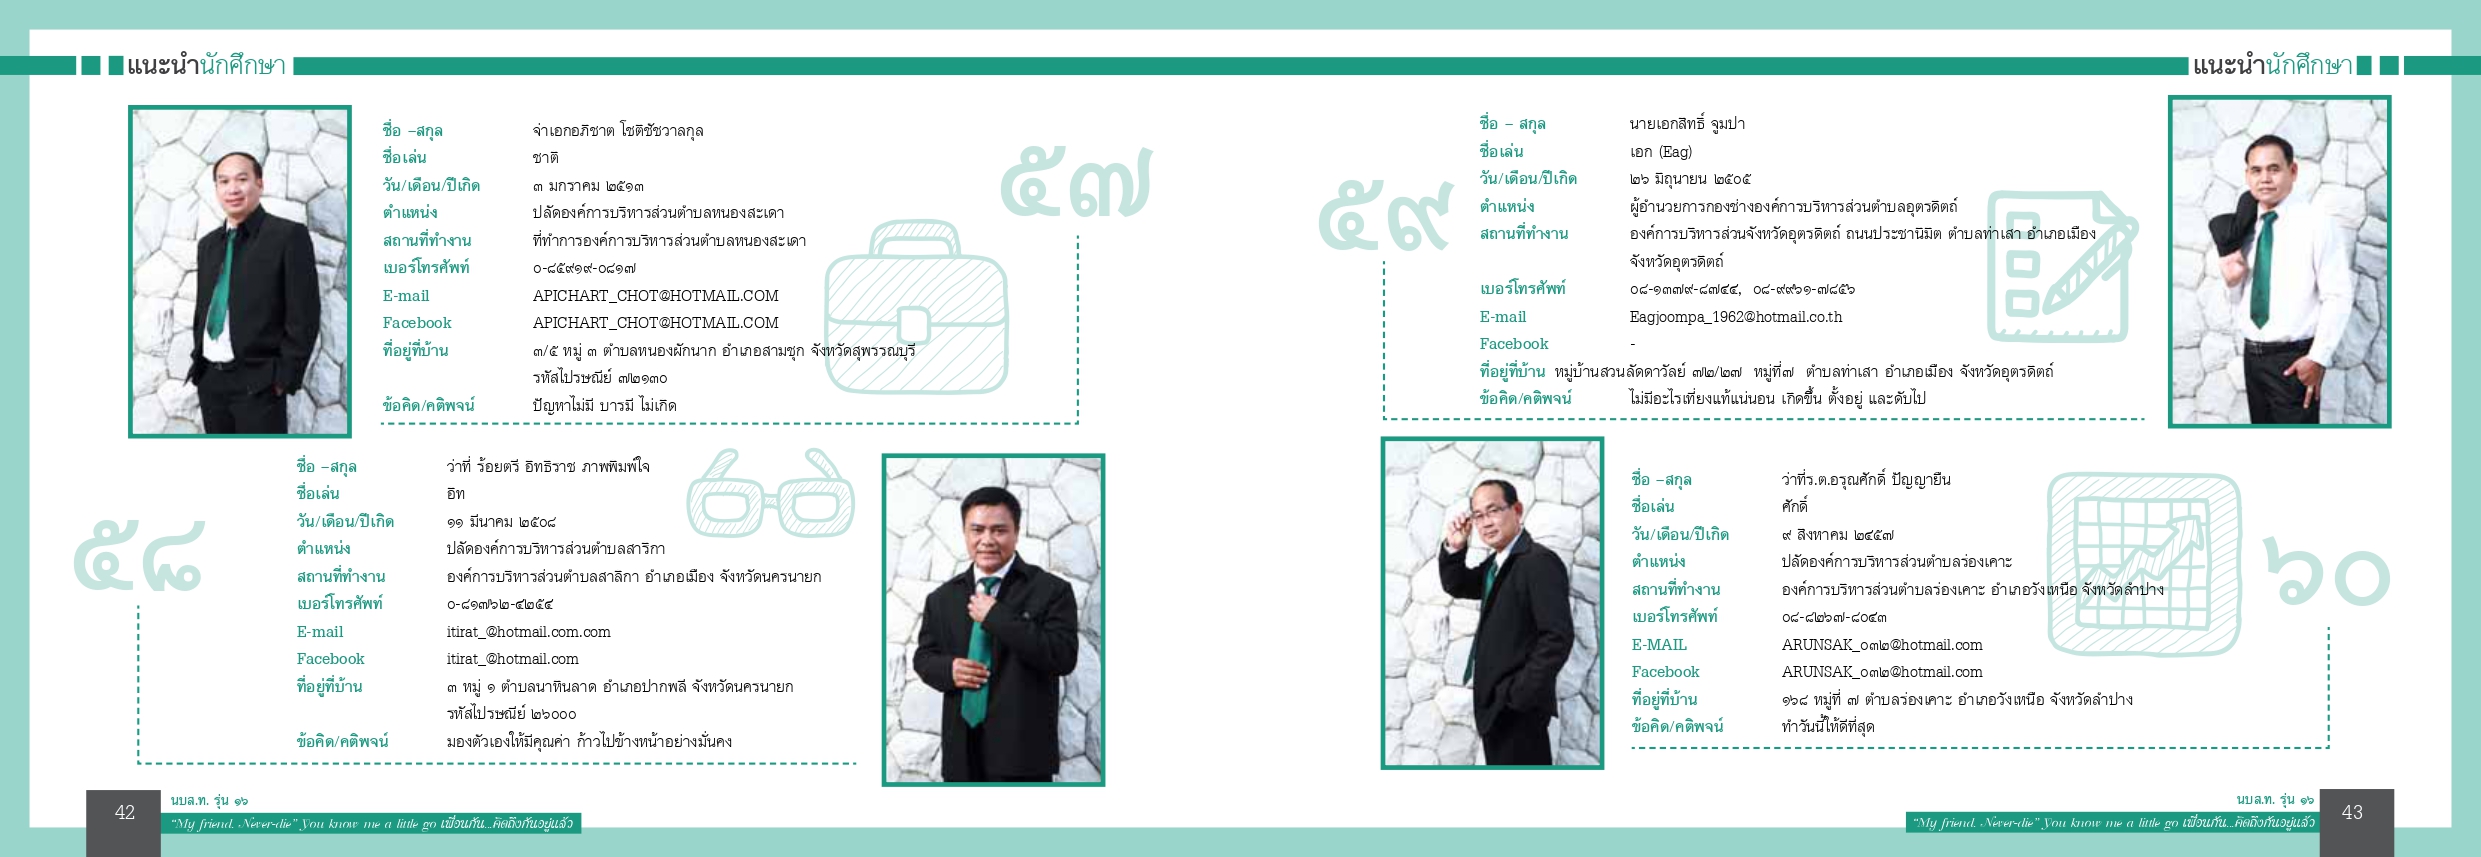 แนะนำนักศึกษา
๕๗
ชื่อ –สกุล จ่าเอกอภิชาต โชติชัชวาลกุล
ชื่อเล่น ชาติ
วัน/เดือน/ปีเกิด ๓ มกราคม ๒๕๑๓
ตำแหน่ง ปลัดองค์การบริหารส่วนตำบลหนองสะเดา
สถานที่ทำงาน ที่ทำการองค์การบริหารส่วนตำบลหนองสะเดา
เบอร์โทรศัพท์ ๐-๘๕๙๑๙-๐๘๑๗
E-mail APICHART_CHOT@HOTMAIL.COM
Facebook APICHART_CHOT@HOTMAIL.COM
ที่อยู่ที่บ้าน ๓/๕ หมู่ ๓ ตำบลหนองผักนาก อำเภอสามชุก จังหวัดสุพรรณบุรี
รหัสไปรษณีย์ ๗๒๑๓๐
ข้อคิด/คติพจน์ ปัญหาไม่มี บารมี ไม่เกิด
๕๘
ชื่อ –สกุล ว่าที่ ร้อยตรี อิทธิราช ภาพพิมพ์ใจ
ชื่อเล่น อิท
วัน/เดือน/ปีเกิด ๑๑ มีนาคม ๒๕๐๘
ตำแหน่ง ปลัดองค์การบริหารส่วนตำบลสาริกา
สถานที่ทำงาน องค์การบริหารส่วนตำบลสาลิกา อำเภอเมือง จังหวัดนครนายก
เบอร์โทรศัพท์ ๐-๘๑๗๖๒-๔๒๕๔
E-mail itirat_@hotmail.com.com
Facebook itirat_@hotmail.com
ที่อยู่ที่บ้าน ๓ หมู่ ๑ ตำบลนาหินลาด อำเภอปากพลี จังหวัดนครนายก
รหัสไปรษณีย์ ๒๖๐๐๐
ข้อคิด/คติพจน์ มองตัวเองให้มีคุณค่า ก้าวไปข้างหน้าอย่างมั่นคง
42
นบส.ท. รุ่น ๑๖
“My friend. Never-die” You know me a little go เพื่อนกัน...คิดถึงกันอยู่แล้ว
แนะนำนักศึกษา
๕๙
ชื่อ – สกุล นายเอกสิทธิ์ จูมปา
ชื่อเล่น เอก (Eag)
วัน/เดือน/ปีเกิด ๒๖ มิถุนายน ๒๕๐๕
ตำแหน่ง ผู้อำนวยการกองช่างองค์การบริหารส่วนตำบลอุตรดิตถ์
สถานที่ทำงาน องค์การบริหารส่วนจังหวัดอุตรดิตถ์ ถนนประชานิมิต ตำบลท่าเสา อำเภอเมือง
จังหวัดอุตรดิตถ์
เบอร์โทรศัพท์ ๐๘-๑๓๗๙-๘๗๔๔, ๐๘-๙๙๖๑-๗๘๕๖
E-mail Eagjoompa_1962@hotmail.co.th
Facebook -
ที่อยู่ที่บ้าน หมู่บ้านสวนลัดดาวัลย์ ๗๒/๒๗ หมู่ที่๗ ตำบลท่าเสา อำเภอเมือง จังหวัดอุตรดิตถ์
ข้อคิด/คติพจน์ ไม่มีอะไรเที่ยงแท้แน่นอน เกิดขึ้น ตั้งอยู่ และดับไป
๖๐
ชื่อ –สกุล ว่าที่ร.ต.อรุณศักดิ์ ปัญญายืน
ชื่อเล่น ศักดิ์
วัน/เดือน/ปีเกิด ๙ สิงหาคม ๒๔๕๗
ตำแหน่ง ปลัดองค์การบริหารส่วนตำบลร่องเคาะ
สถานที่ทำงาน องค์การบริหารส่วนตำบลร่องเคาะ อำเภอวังเหนือ จังหวัดลำปาง
เบอร์โทรศัพท์ ๐๘-๘๒๖๗-๘๐๔๓
E-MAIL ARUNSAK_๐๓๒@hotmail.com
Facebook ARUNSAK_๐๓๒@hotmail.com
ที่อยู่ที่บ้าน ๑๖๘ หมู่ที่ ๗ ตำบลร่องเคาะ อำเภอวังเหนือ จังหวัดลำปาง
ข้อคิด/คติพจน์ ทำวันนี้ให้ดีที่สุด
นบส.ท. รุ่น ๑๖
“My friend. Never-die” You know me a little go เพื่อนกัน...คิดถึงกันอยู่แล้ว
43